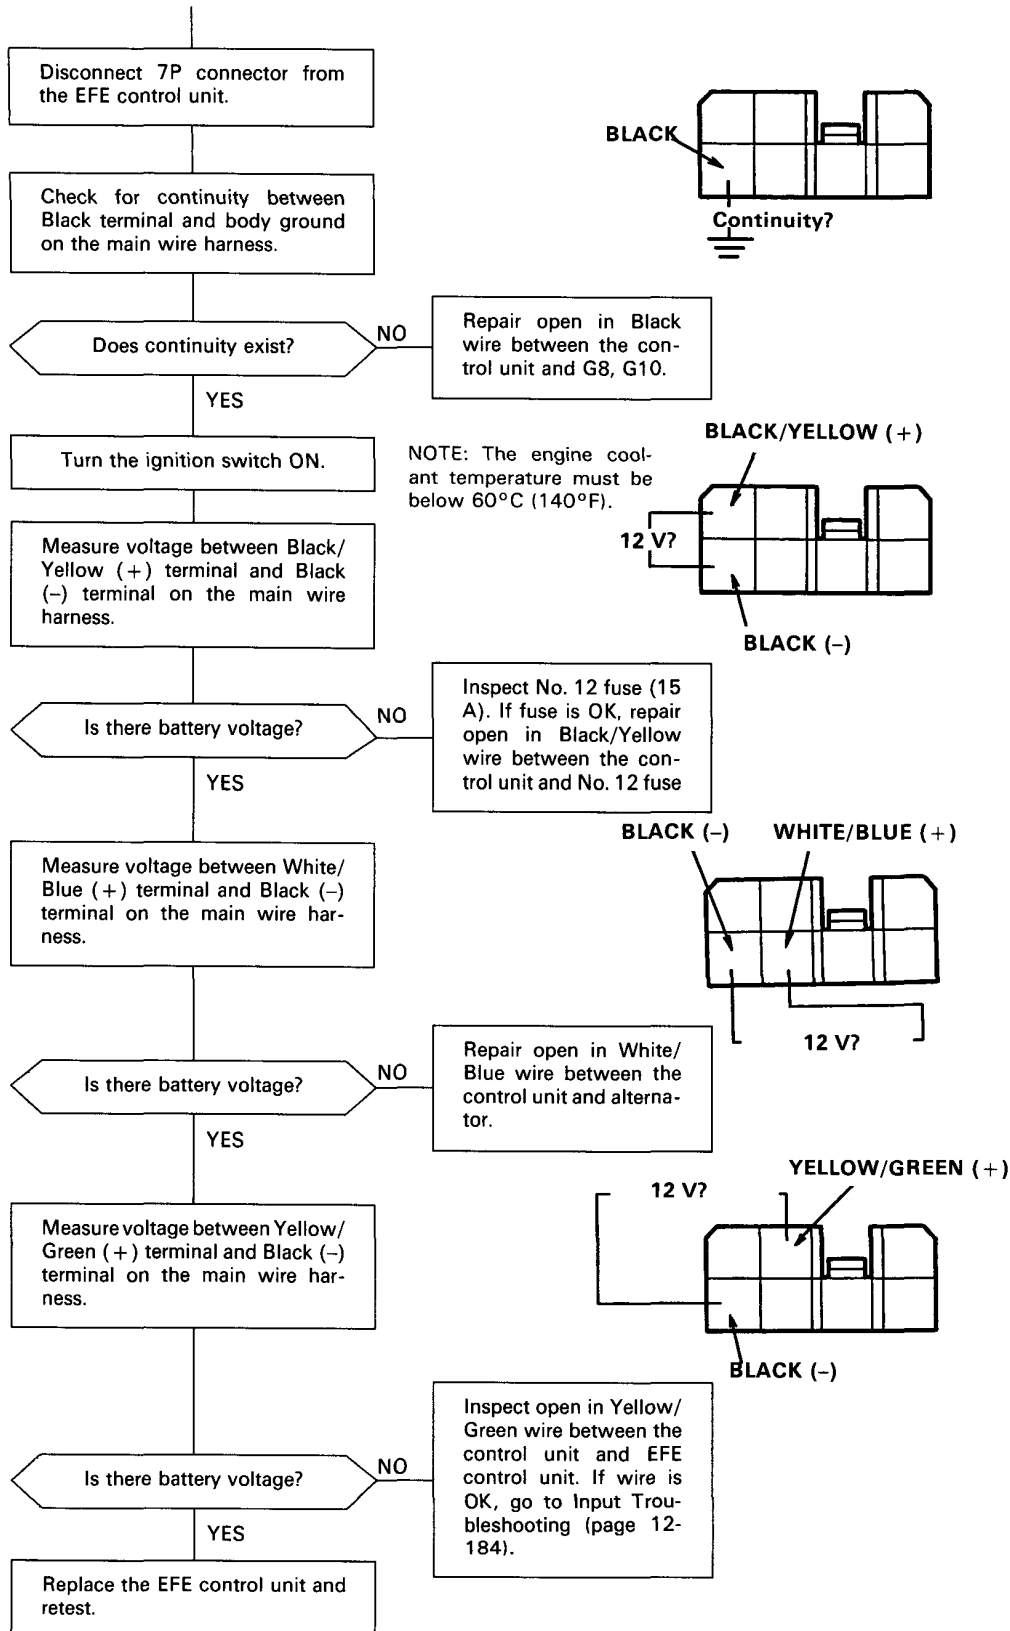 Disconnect 7P connector from
the EFE control unit.
BLACK
Continuity?
Check for continuity between
Black terminal and body ground
on the main wire harness.
Does continuity exist?
NO
Repair open in Black
wire between the con-
trol unit and G8, G10.
YES
Turn the ignition switch ON.
NOTE: The engine cool-
ant temperature must be
below 60°C (140°F).
BLACK/YELLOW (+)
12 V?
BLACK (–)
Measure voltage between Black/
Yellow (+) terminal and Black
(–) terminal on the main wire
harness.
Is there battery voltage?
NO
Inspect No. 12 fuse (15
A). If fuse is OK, repair
open in Black/Yellow
wire between the con-
trol unit and No. 12 fuse
YES
BLACK (–)
WHITE/BLUE (+)
12 V?
Measure voltage between White/
Blue (+) terminal and Black (–)
terminal on the main wire har-
ness.
Is there battery voltage?
NO
Repair open in White/
Blue wire between the
control unit and alterna-
tor.
YES
YELLOW/GREEN (+)
12 V?
BLACK (–)
Measure voltage between Yellow/
Green (+) terminal and Black (–)
terminal on the main wire har-
ness.
Is there battery voltage?
NO
Inspect open in Yellow/
Green wire between the
control unit and EFE
control unit. If wire is
OK, go to Input Trou-
bleshooting (page 12-
184).
YES
Replace the EFE control unit and
retest.